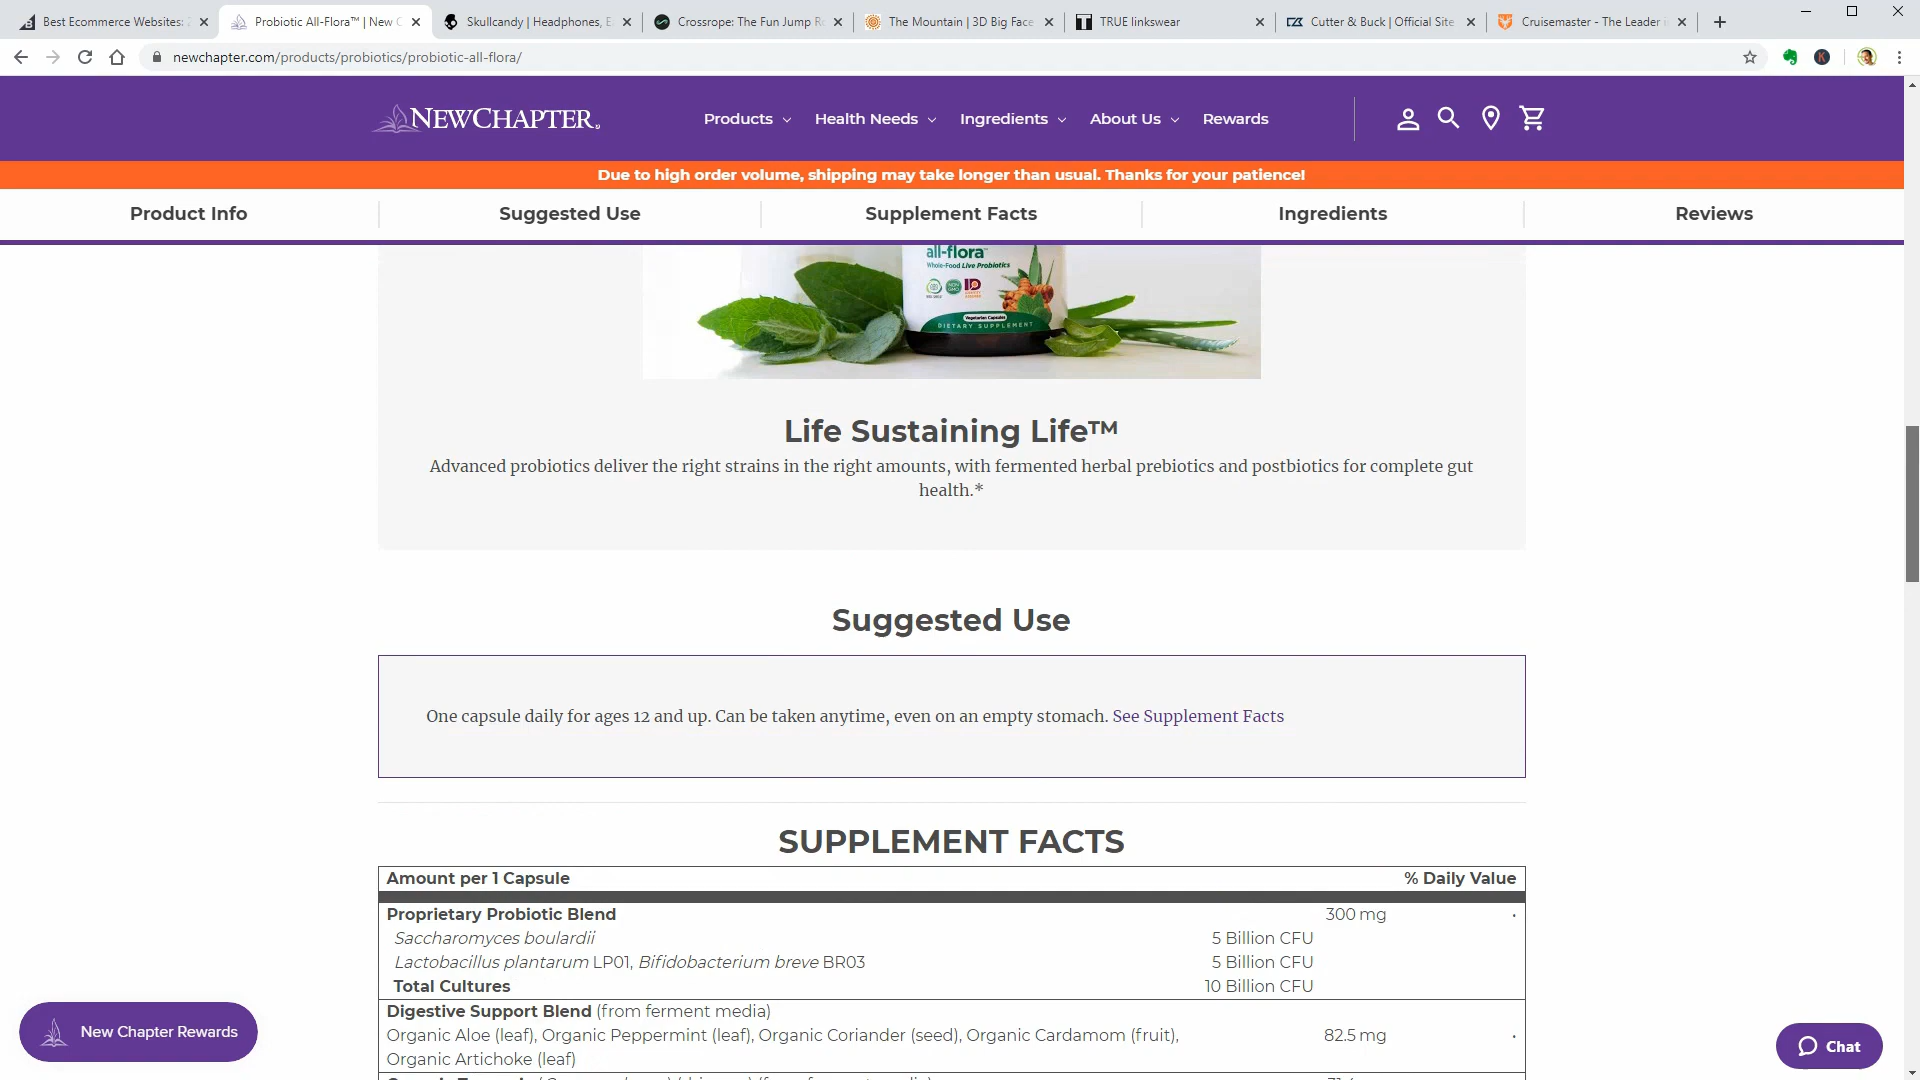 Best Ecommerce Websites:
Probiotic All-Flora™ | New C
Skullcandy | Headphones, E
Crossrope: The Fun Jump R
The Mountain | 3D Big Face
TRUE linkswear
Cutter & Buck | Official Site
Cruisemaster - The Leader i
newchapter.com/products/probiotics/probiotic-all-flora/
NEWCHAPTER
Products
Health Needs
Ingredients
About Us
Rewards
Due to high order volume, shipping may take longer than usual. Thanks for your patience!
Product Info
Suggested Use
Supplement Facts
Ingredients
Reviews
all-flora™
Whole-Food Live Probiotics
Vegetarian Capsules
DIETARY SUPPLEMENT
Life Sustaining Life™
Advanced probiotics deliver the right strains in the right amounts, with fermented herbal prebiotics and postbiotics for complete gut
health.*
Suggested Use
One capsule daily for ages 12 and up. Can be taken anytime, even on an empty stomach. See Supplement Facts
SUPPLEMENT FACTS
Amount per 1 Capsule % Daily Value
Proprietary Probiotic Blend 300 mg •
Saccharomyces boulardii 5 Billion CFU
Lactobacillus plantarum LP01, Bifidobacterium breve BR03 5 Billion CFU
Total Cultures 10 Billion CFU
Digestive Support Blend (from ferment media)
Organic Aloe (leaf), Organic Peppermint (leaf), Organic Coriander (seed), Organic Cardamom (fruit), 82.5 mg •
Organic Artichoke (leaf)
New Chapter Rewards
Chat